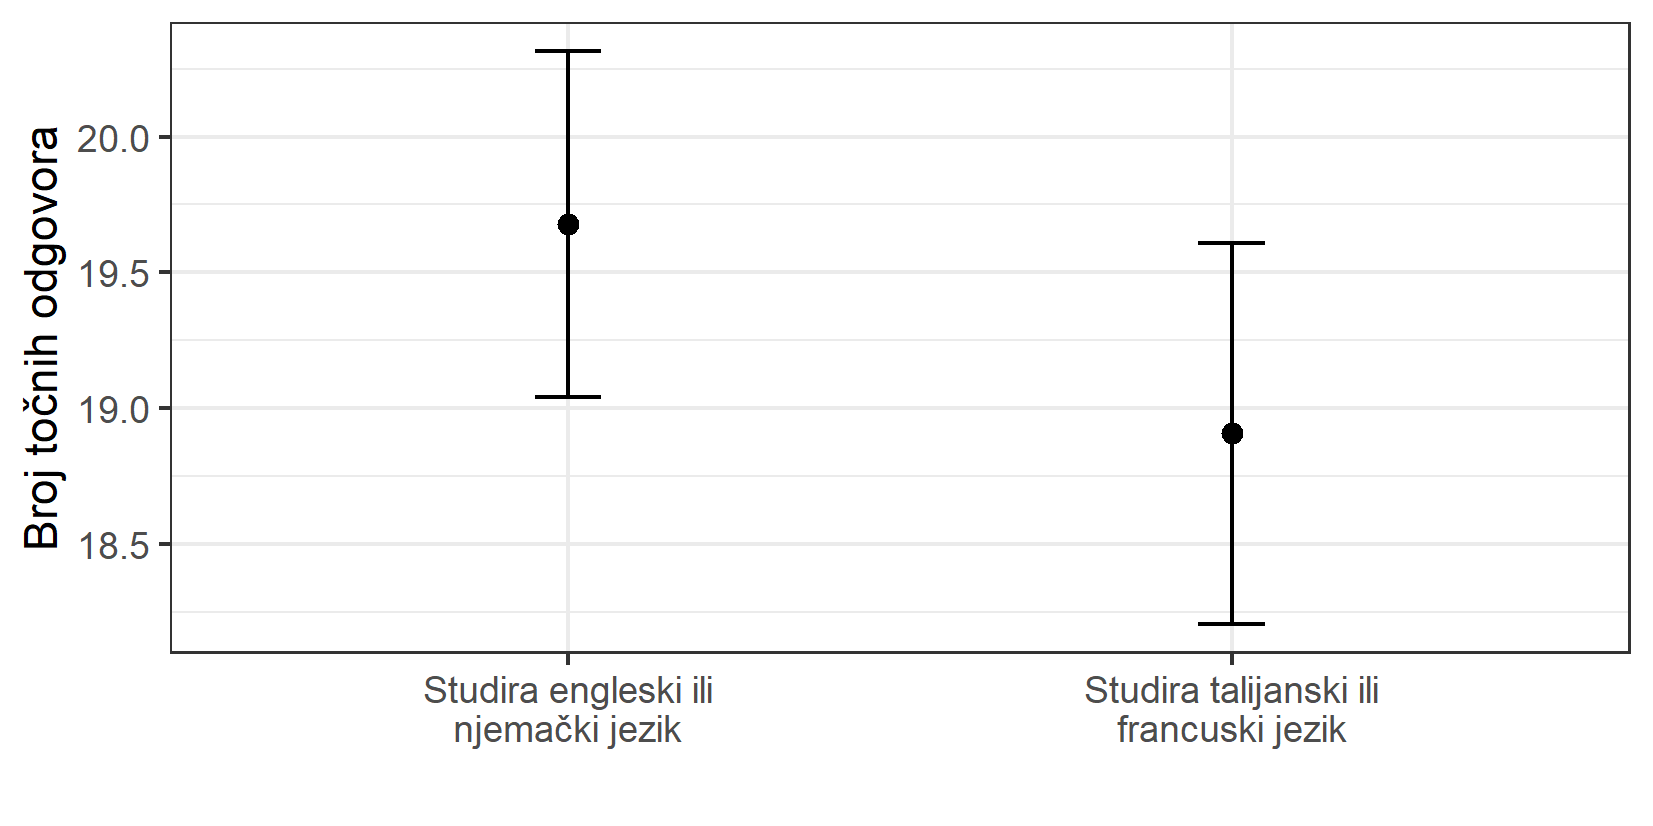 Broj točnih odgovora
20.0
19.5
19.0
18.5
Studira engleski ili
njemački jezik
Studira talijanski ili
francuski jezik